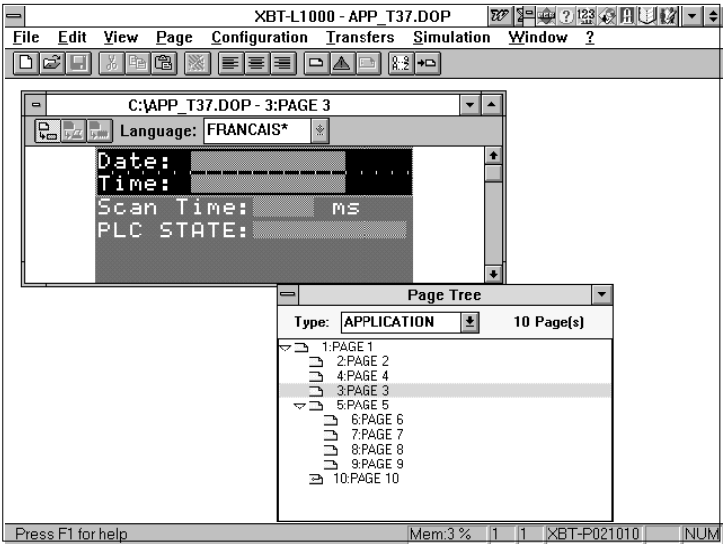 XBT-L1000 - APP_T37.DOP
File Edit View Page Configuration Transfers Simulation Window ?
C:\APP_T37.DOP - 3:PAGE 3
Language: FRANCAIS*
Date:
Time:
Scan Time: ms
PLC STATE:
Page Tree
Type: APPLICATION 10 Page(s)
1:PAGE 1
2:PAGE 2
4:PAGE 4
3:PAGE 3
5:PAGE 5
6:PAGE 6
7:PAGE 7
8:PAGE 8
9:PAGE 9
10:PAGE 10
Press F1 for help Mem:3 % 1 1 XBT-P021010 NUM